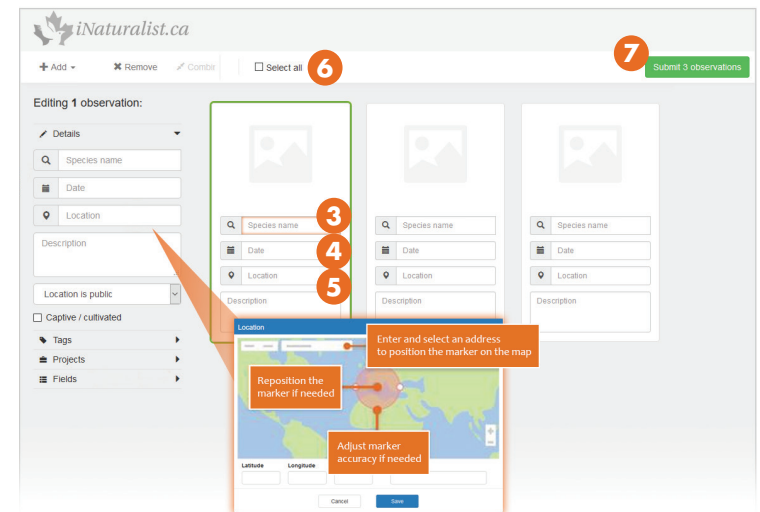 iNaturalist.ca
Add
Remove
Combir
Select all
6
7
Submit 3 observations
Editing 1 observation:
Details
Species name
Date
Location
Description
Location is public
Captive / cultivated
Tags
Projects
Fields
Species name
3
Date
4
Location
5
Description
Species name
Date
Location
Description
Species name
Date
Location
Description
Location
Enter and select an address
to position the marker on the map
Reposition the
marker if needed
Adjust marker
accuracy if needed
Latitude
Longitude
Cancel
Save